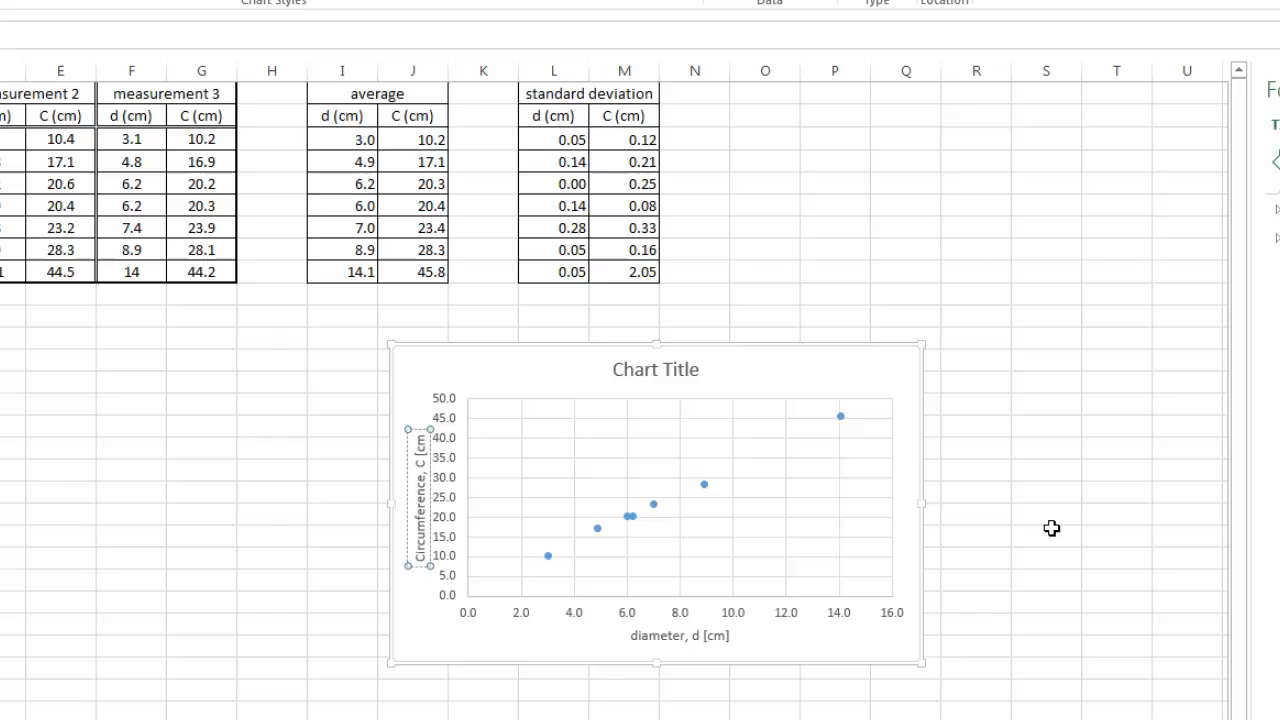 Chart Styles Data Type Location
E F G H I J K L M N O P Q R S T U
surement 2 measurement 3 average standard deviation
m) C (cm) d (cm) C (cm) d (cm) C (cm) d (cm) C (cm)
10.4 3.1 10.2 3.0 10.2 0.05 0.12
17.1 4.8 16.9 4.9 17.1 0.14 0.21
20.6 6.2 20.2 6.2 20.3 0.00 0.25
20.4 6.2 20.3 6.0 20.4 0.14 0.08
23.2 7.4 23.9 7.0 23.4 0.28 0.33
28.3 8.9 28.1 8.9 28.3 0.05 0.16
1 44.5 14 44.2 14.1 45.8 0.05 2.05
Fo
Chart Title
50.0
45.0
40.0
35.0
30.0
25.0
20.0
15.0
10.0
5.0
0.0
Circumference, C [cm
0.0 2.0 4.0 6.0 8.0 10.0 12.0 14.0 16.0
diameter, d [cm]